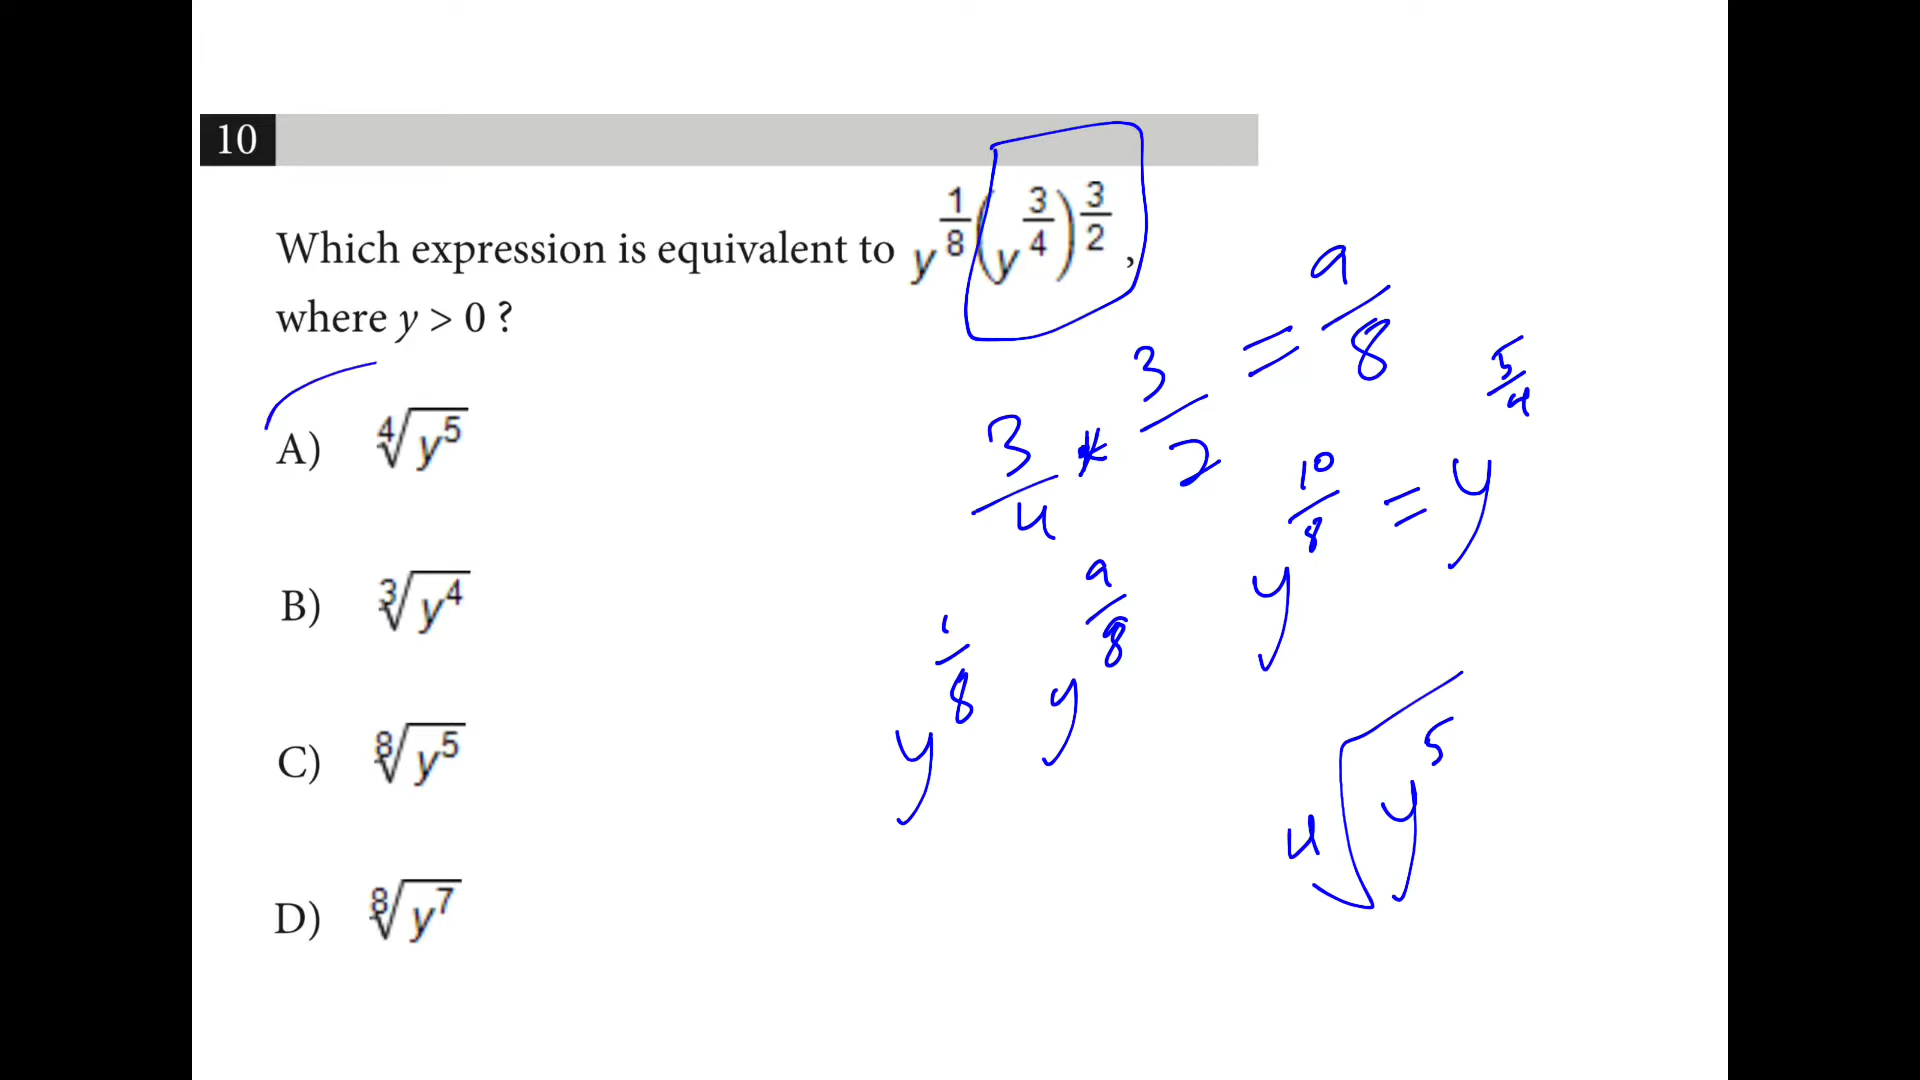 10
Which expression is equivalent to y^(1/8) (y^(3/4))^(3/2),
where y > 0 ?
A) ⁴√y⁵
B) ³√y⁴
C) ⁸√y⁵
D) ⁸√y⁷
3/4 * 3/2 = 9/8
y^(1/8) y^(9/8)
y^(10/8) = y^(5/4)
⁴√y⁵